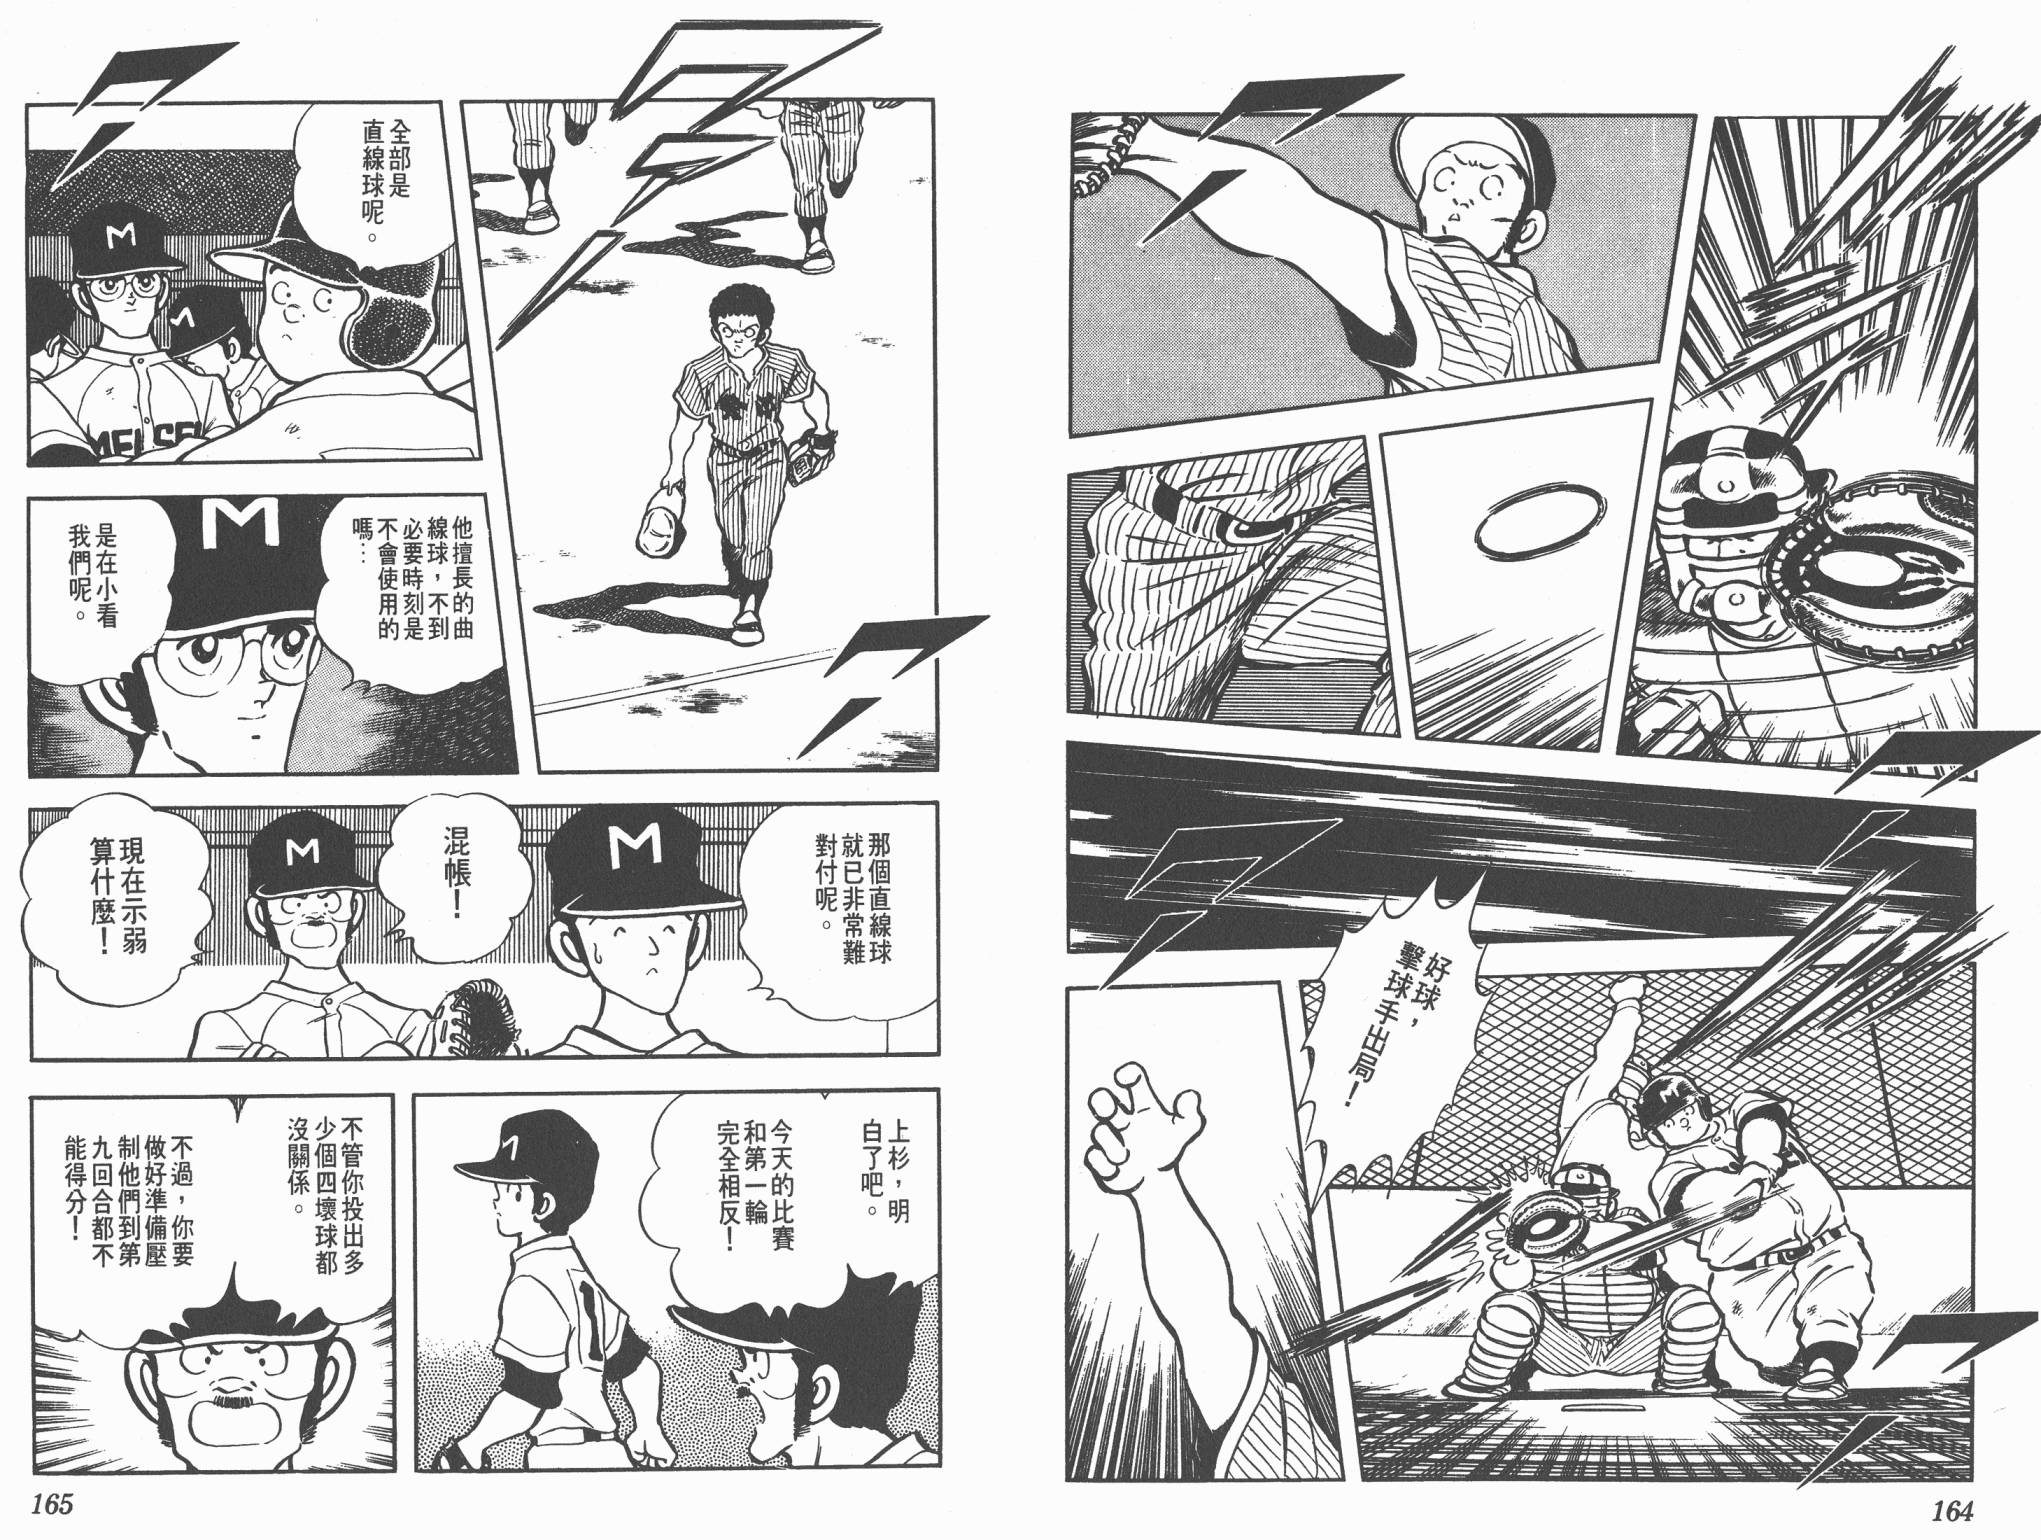 好球，
擊球手出局！
164
全部是
直線球呢。
他擅長的曲
線球，不到
必要時刻是
不會使用的
嗎…
是在小看
我們呢。
那個直線球
就已非常難
對付呢。
混帳！
現在示弱
算什麼！
上杉，明
白了吧。
今天的比賽
和第一輪
完全相反！
不管你投出多
少個四壞球都
沒關係。
不過，你要
做好準備壓
制他們到第
九回合都不
能得分！
M
M
MEISEI
M
M
M
M
1
165